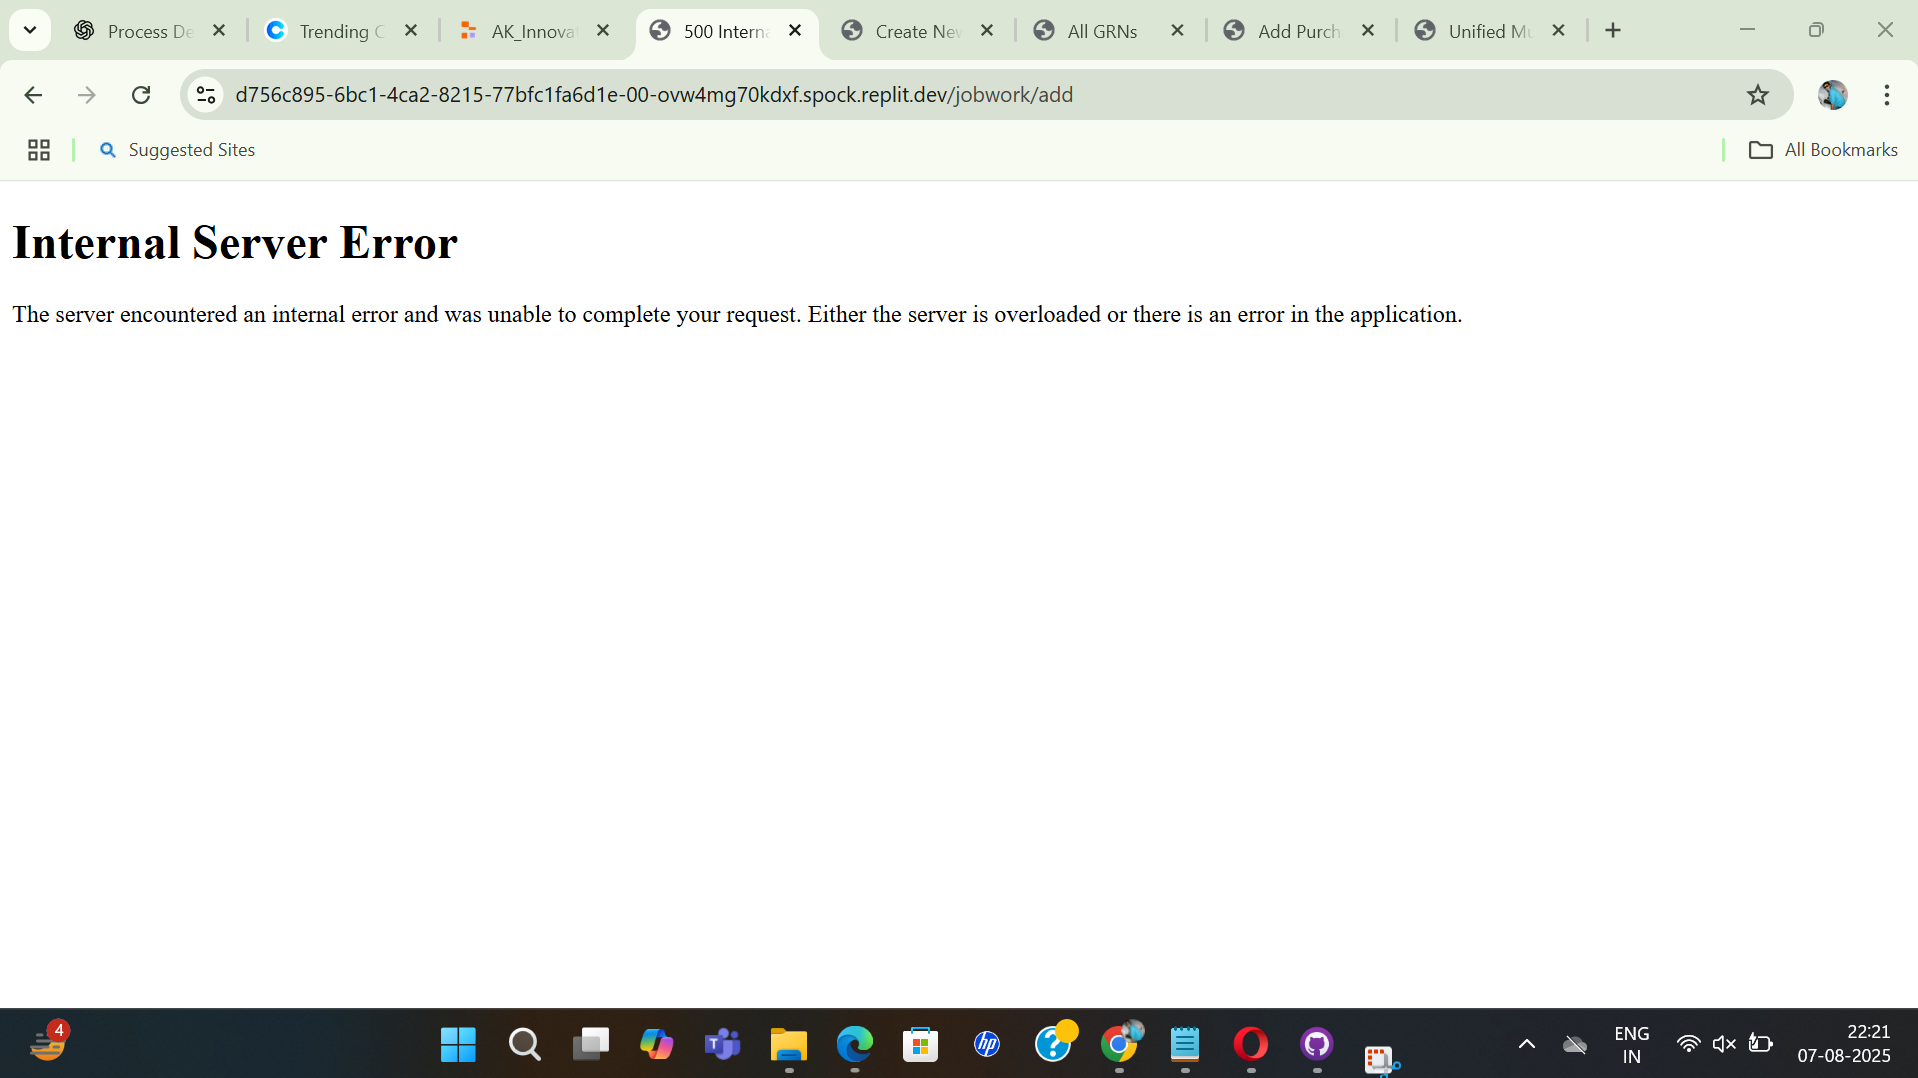 Process De
Trending C
AK_Innovat
500 Interna
Create New
All GRNs
Add Purch
Unified Mu
d756c895-6bc1-4ca2-8215-77bfc1fa6d1e-00-ovw4mg70kdxf.spock.replit.dev/jobwork/add
Suggested Sites
All Bookmarks
Internal Server Error
The server encountered an internal error and was unable to complete your request. Either the server is overloaded or there is an error in the application.
4
hp
ENG
IN
22:21
07-08-2025